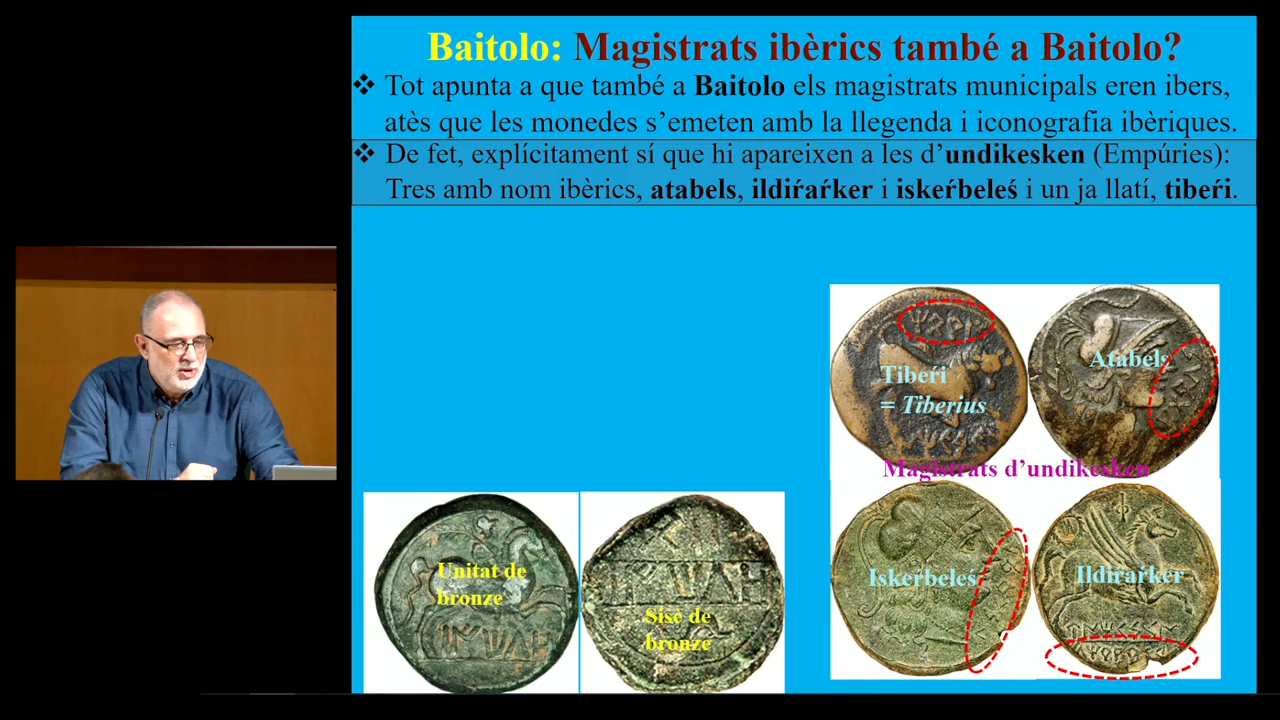 Baitolo: Magistrats ibèrics també a Baitolo?
❖ Tot apunta a que també a Baitolo els magistrats municipals eren ibers,
atès que les monedes s’emeten amb la llegenda i iconografia ibèriques.
❖ De fet, explícitament sí que hi apareixen a les d’undikesken (Empúries):
Tres amb nom ibèrics, atabels, ildiŕaŕker i iskeŕbeleś i un ja llatí, tibeŕi.
Tibeŕi
= Tiberius
Atabels
Magistrats d’undikesken
Iskeŕbeleś
Ildiŕaŕker
Unitat de
bronze
Sisè de
bronze